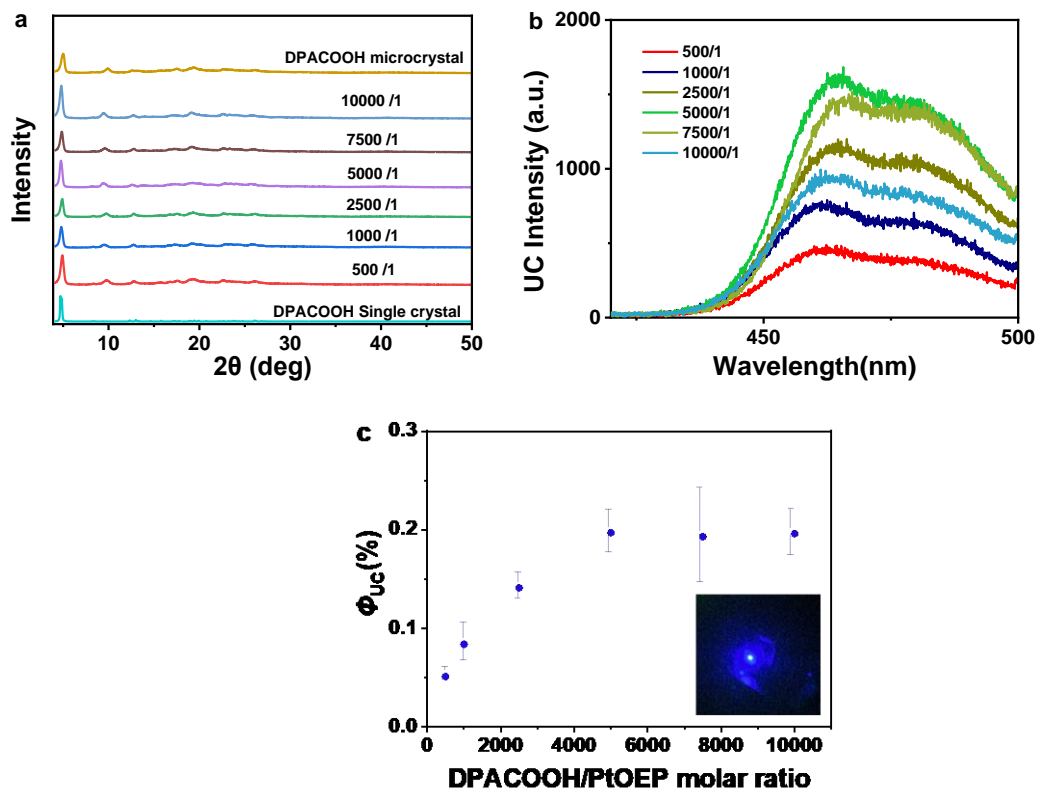 a
DPACOOH microcrystal
10000 /1
7500 /1
5000 /1
2500 /1
1000 /1
500 /1
DPACOOH Single crystal
Intensity
10 20 30 40 50
2θ (deg)
b
2000
1000
0
500/1
1000/1
2500/1
5000/1
7500/1
10000/1
UC Intensity (a.u.)
450 500
Wavelength(nm)
c
0.3
0.2
0.1
0.0
ΦUC(%)
0 2000 4000 6000 8000 10000
DPACOOH/PtOEP molar ratio